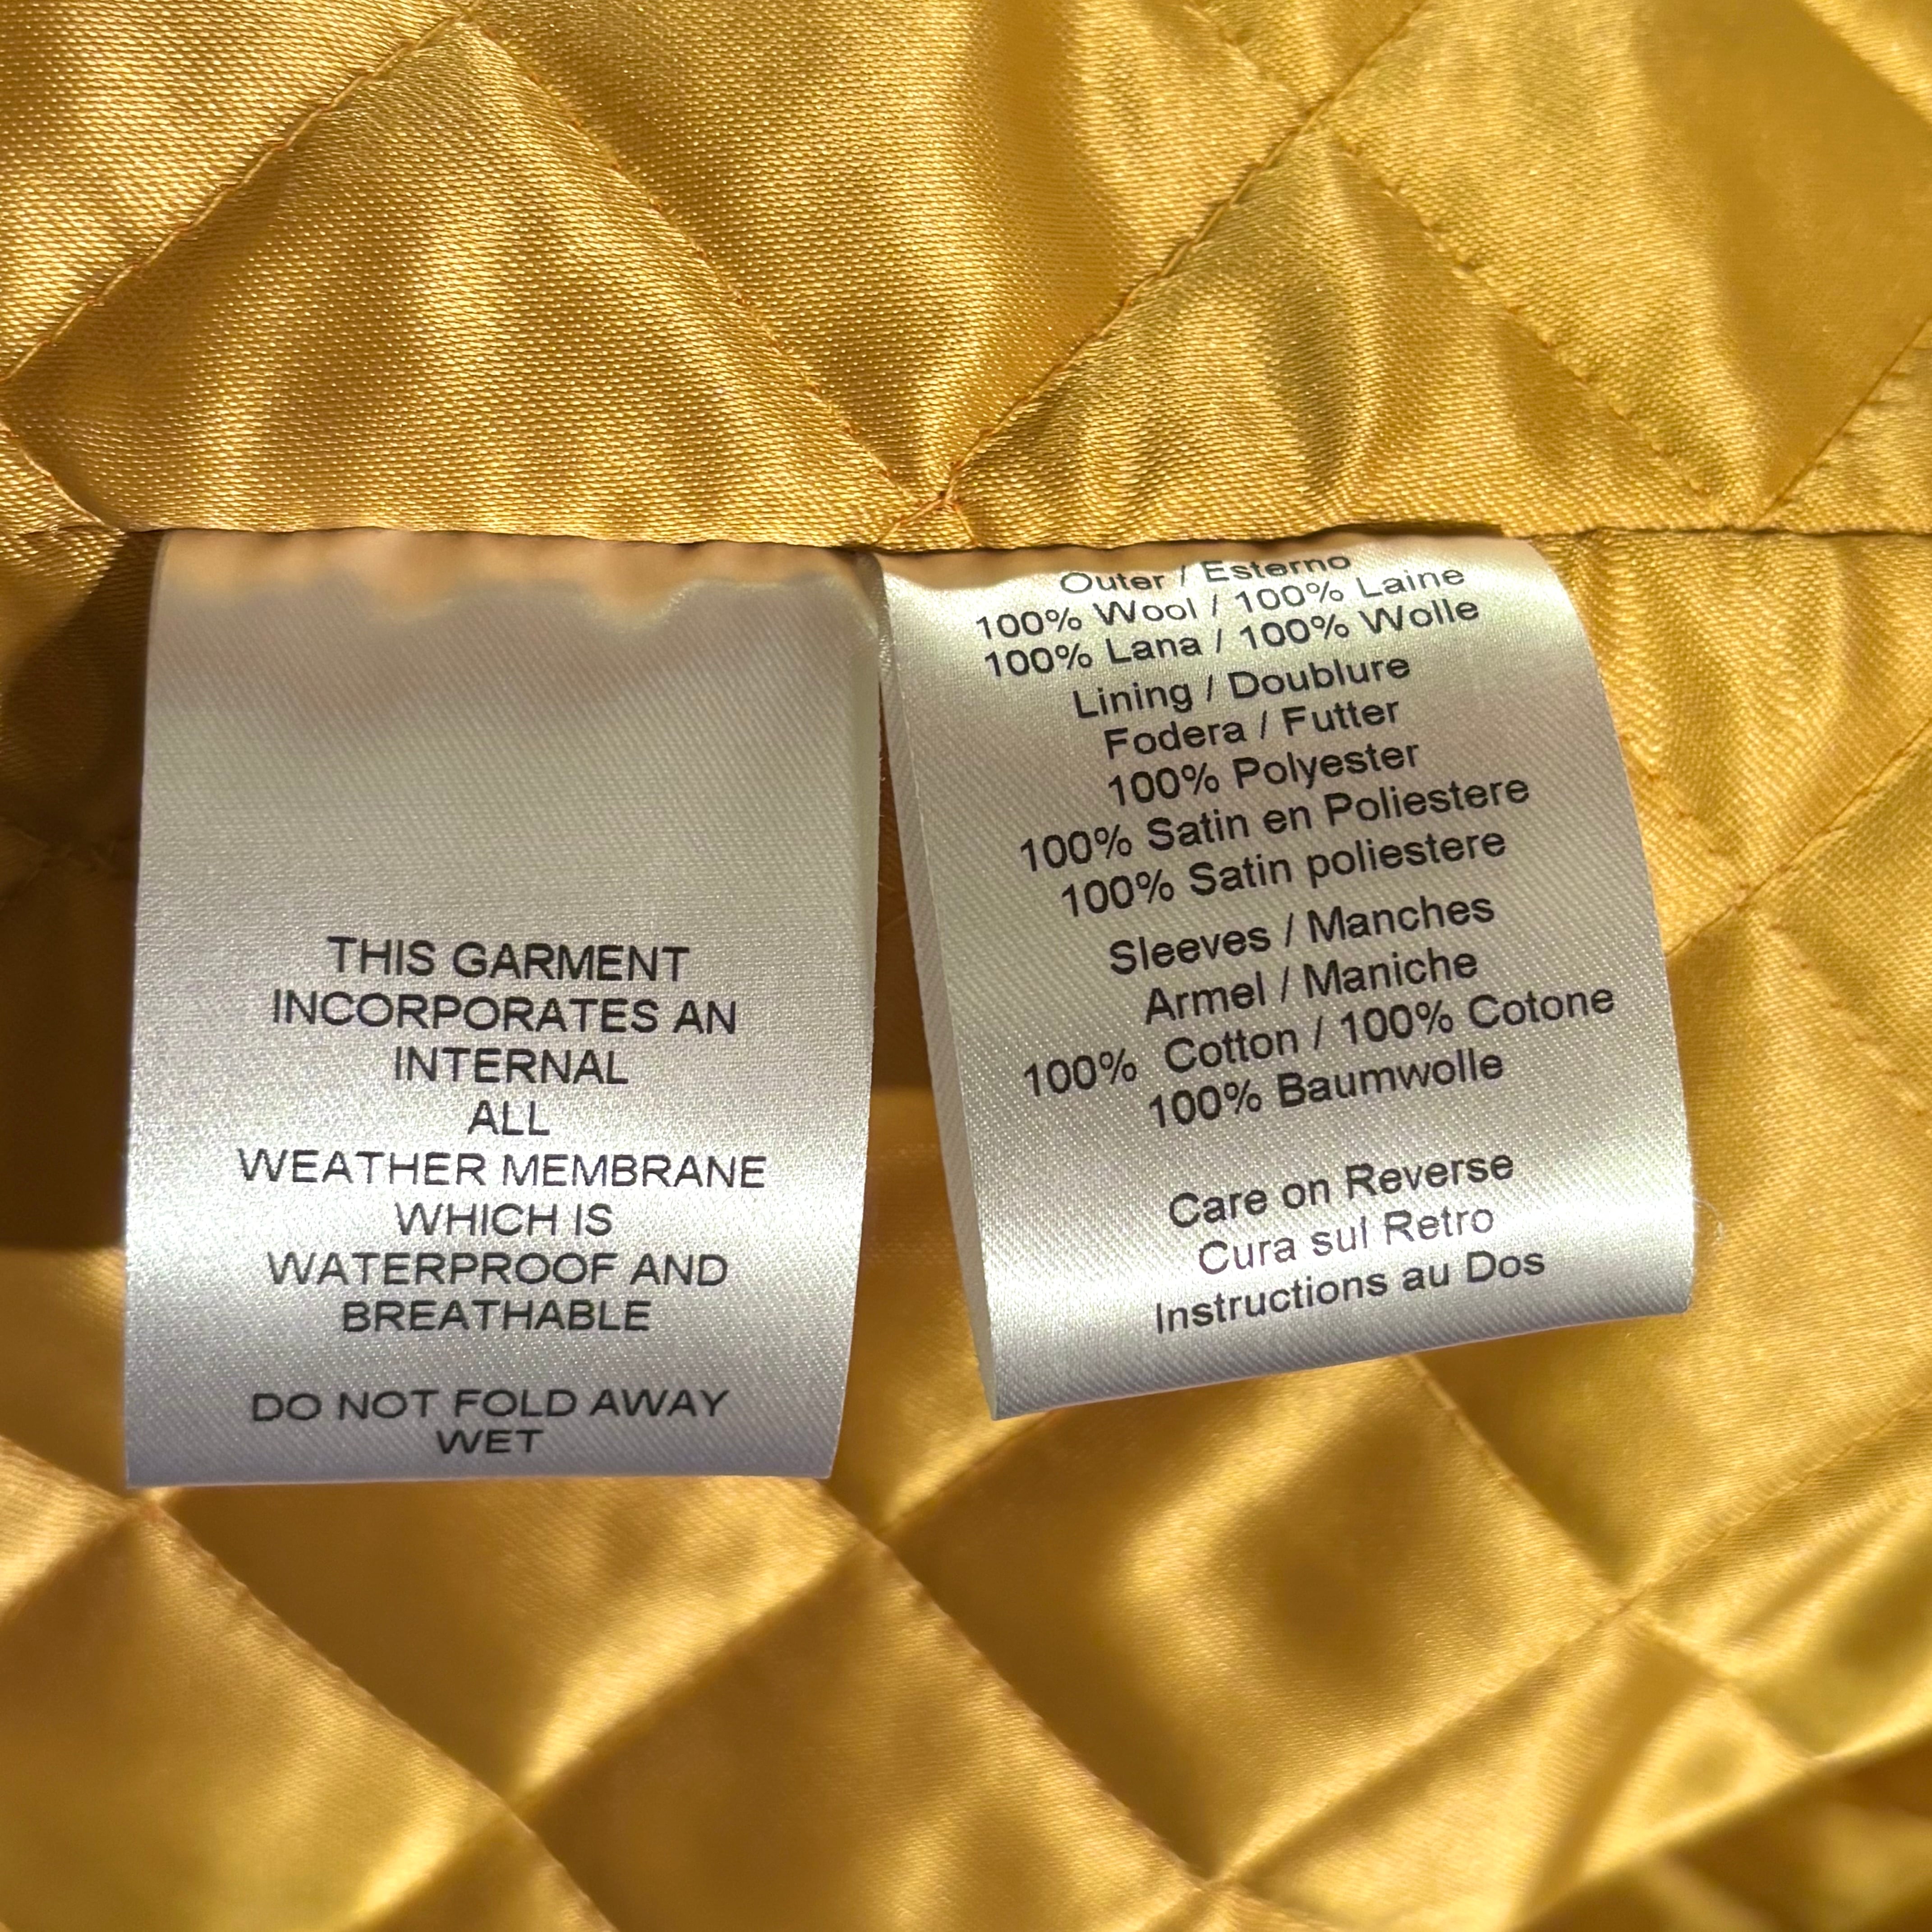 THIS GARMENT
INCORPORATES AN
INTERNAL
ALL
WEATHER MEMBRANE
WHICH IS
WATERPROOF AND
BREATHABLE
DO NOT FOLD AWAY
WET
Outer / Esterno
100% Wool / 100% Laine
100% Lana / 100% Wolle
Lining / Doublure
Fodera / Futter
100% Polyester
100% Satin en Poliestere
100% Satin poliestere
Sleeves / Manches
Armel / Maniche
100% Cotton / 100% Cotone
100% Baumwolle
Care on Reverse
Cura sul Retro
Instructions au Dos